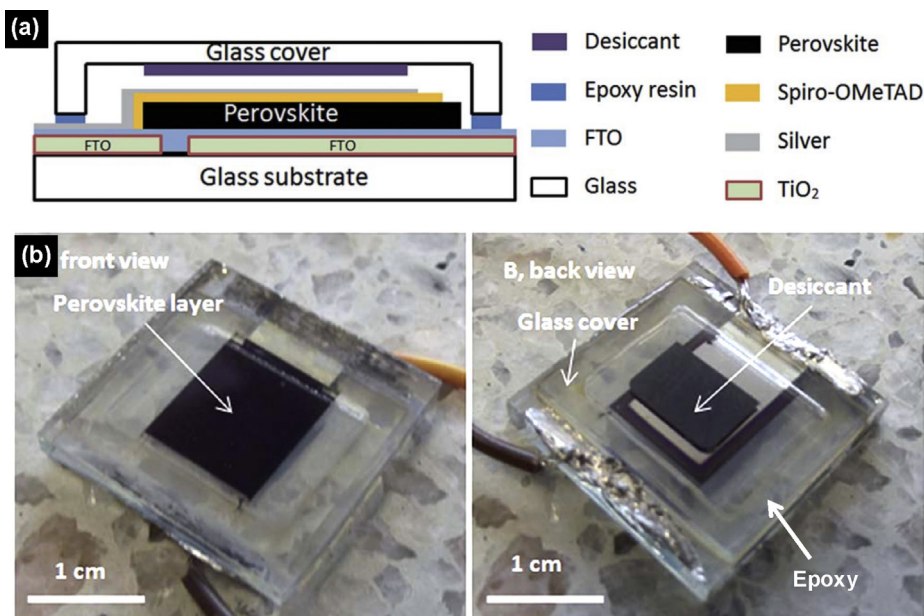 (a)
Glass cover
Perovskite
FTO
FTO
Glass substrate
Desiccant
Epoxy resin
FTO
Glass
Perovskite
Spiro-OMeTAD
Silver
TiO₂
(b)
front view
Perovskite layer
1 cm
B, back view
Desiccant
Glass cover
Epoxy
1 cm